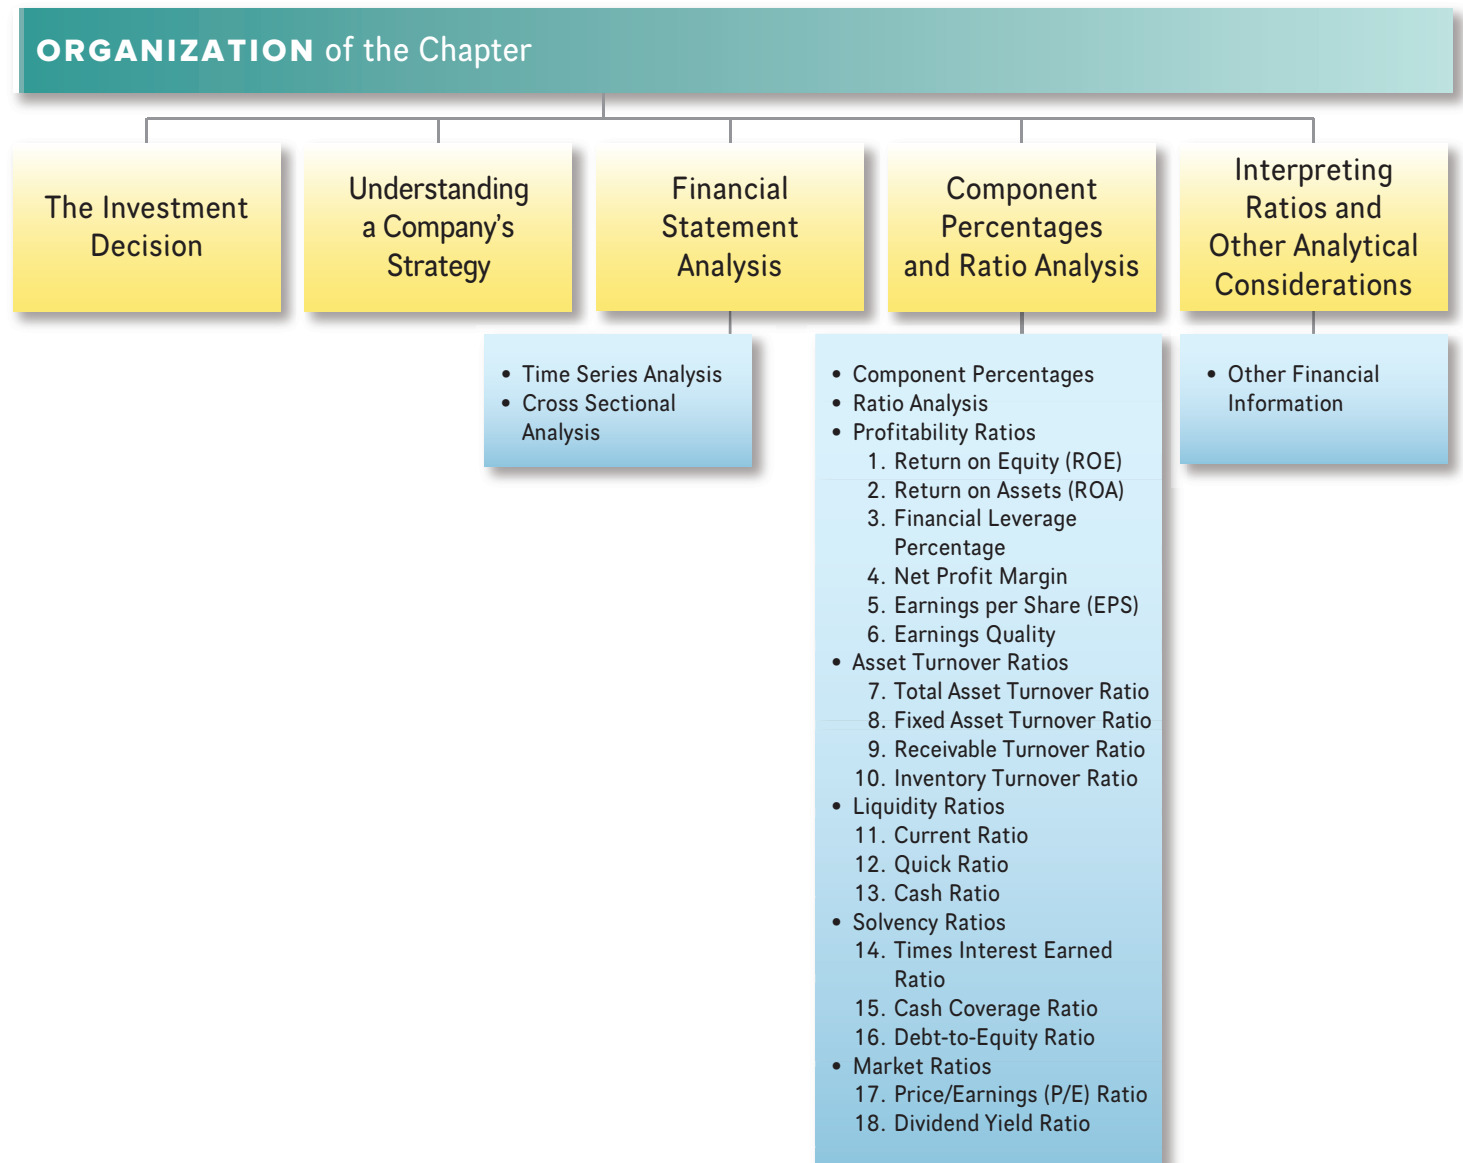 ORGANIZATION of the Chapter
The Investment
Decision
Understanding
a Company's
Strategy
Financial
Statement
Analysis
Component
Percentages
and Ratio Analysis
Interpreting
Ratios and
Other Analytical
Considerations
• Time Series Analysis
• Cross Sectional
Analysis
• Component Percentages
• Ratio Analysis
• Profitability Ratios
1. Return on Equity (ROE)
2. Return on Assets (ROA)
3. Financial Leverage
Percentage
4. Net Profit Margin
5. Earnings per Share (EPS)
6. Earnings Quality
• Asset Turnover Ratios
7. Total Asset Turnover Ratio
8. Fixed Asset Turnover Ratio
9. Receivable Turnover Ratio
10. Inventory Turnover Ratio
• Liquidity Ratios
11. Current Ratio
12. Quick Ratio
13. Cash Ratio
• Solvency Ratios
14. Times Interest Earned
Ratio
15. Cash Coverage Ratio
16. Debt-to-Equity Ratio
• Market Ratios
17. Price/Earnings (P/E) Ratio
18. Dividend Yield Ratio
• Other Financial
Information